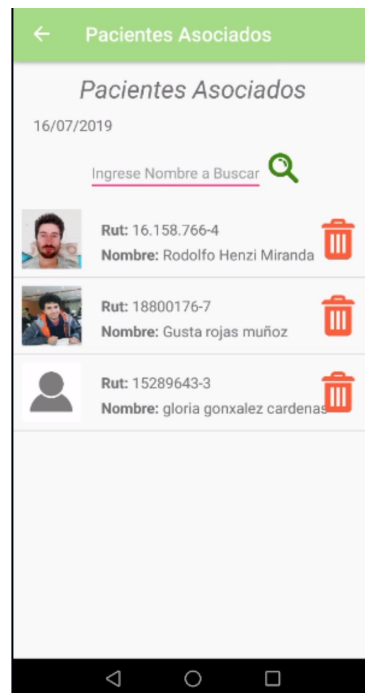 Pacientes Asociados
Pacientes Asociados
16/07/2019
Ingrese Nombre a Buscar
Rut: 16.158.766-4
Nombre: Rodolfo Henzi Miranda
Rut: 18800176-7
Nombre: Gusta rojas muñoz
Rut: 15289643-3
Nombre: gloria gonxalez cardenas